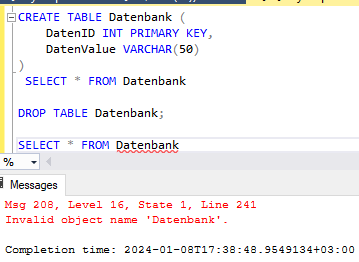 CREATE TABLE Datenbank (
DatenID INT PRIMARY KEY,
DatenValue VARCHAR(50)
)
SELECT * FROM Datenbank
DROP TABLE Datenbank;
SELECT * FROM Datenbank
%
Messages
Msg 208, Level 16, State 1, Line 241
Invalid object name 'Datenbank'.
Completion time: 2024-01-08T17:38:48.9549134+03:00